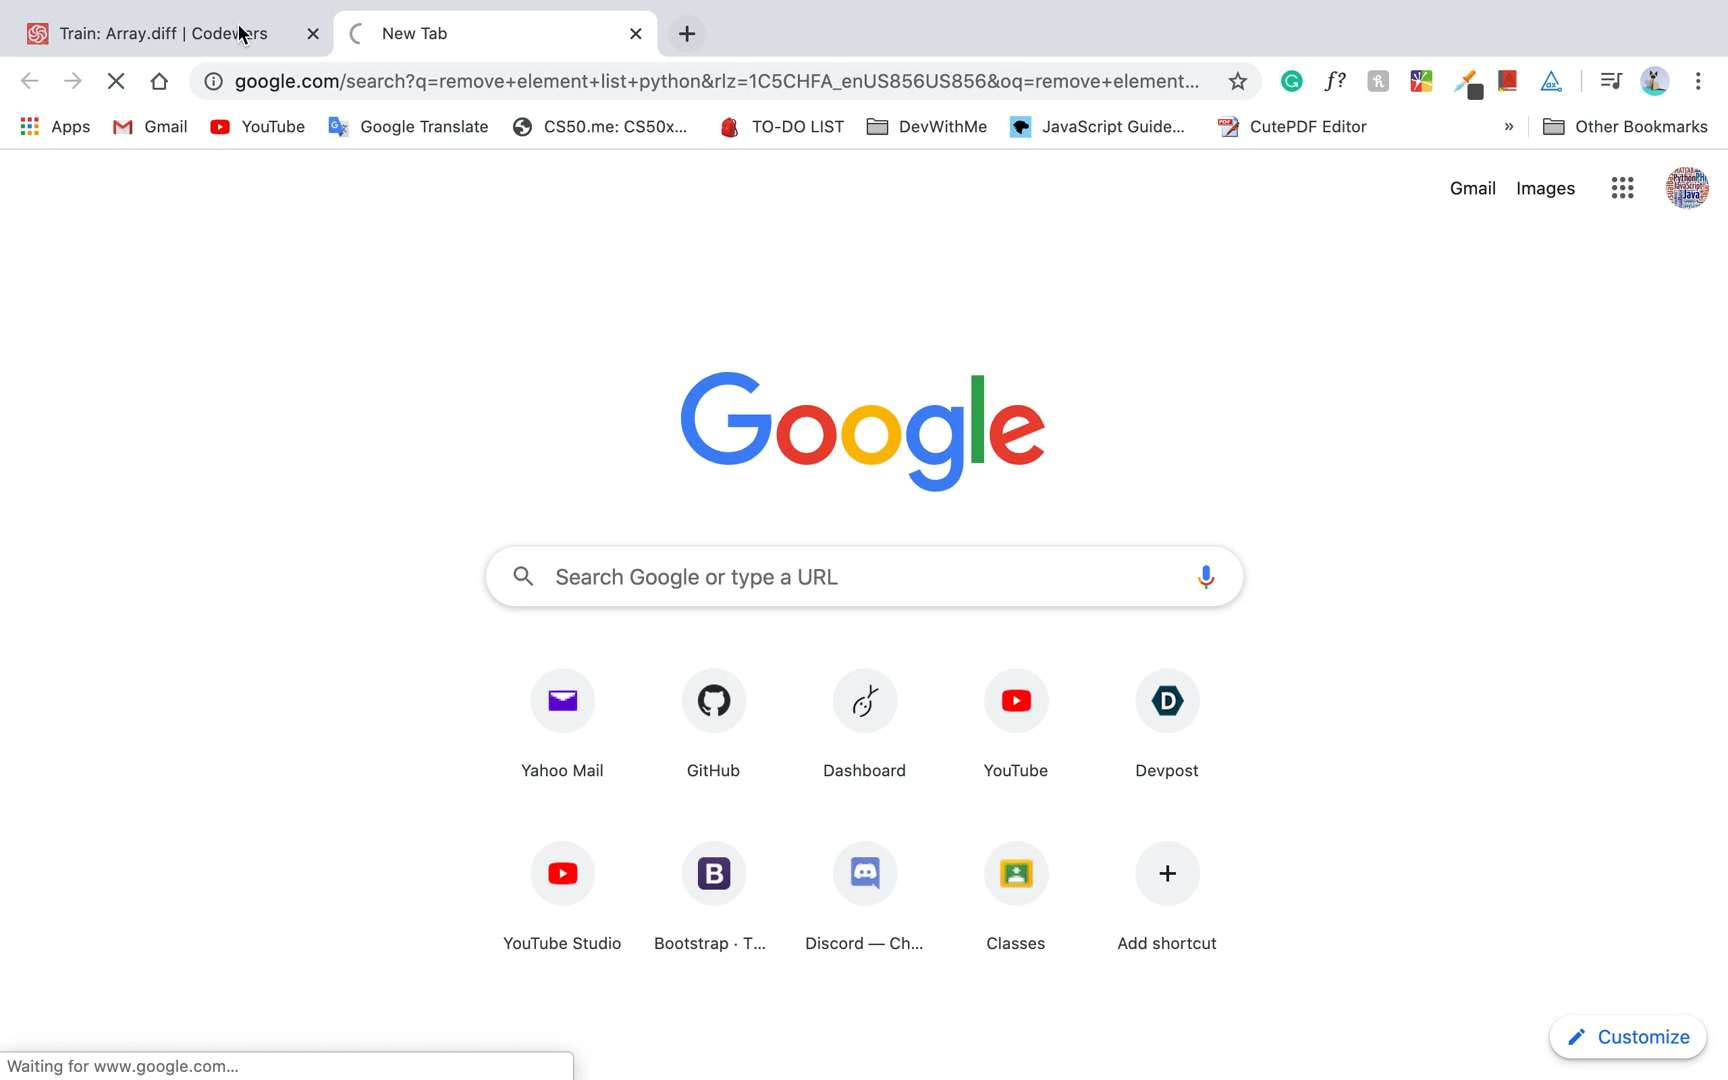 Train: Array.diff | Codewars
New Tab
google.com/search?q=remove+element+list+python&rlz=1C5CHFA_enUS856US856&oq=remove+element...
f?
Apps
Gmail
YouTube
Google Translate
CS50.me: CS50x...
TO-DO LIST
DevWithMe
JavaScript Guide...
CutePDF Editor
»
Other Bookmarks
Gmail
Images
Google
Search Google or type a URL
Yahoo Mail
GitHub
Dashboard
YouTube
D
Devpost
YouTube Studio
B
Bootstrap · T...
Discord — Ch...
Classes
Add shortcut
Customize
Waiting for www.google.com...